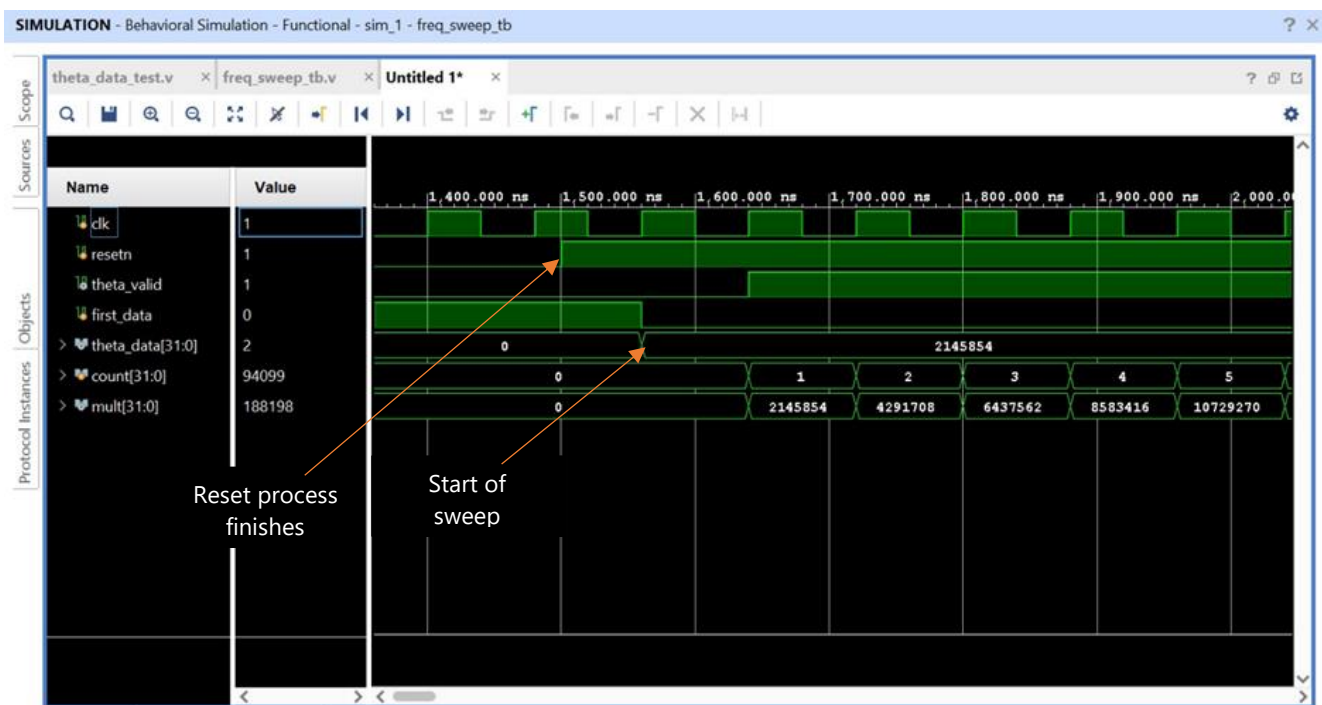 SIMULATION - Behavioral Simulation - Functional - sim_1 - freq_sweep_tb
theta_data_test.v freq_sweep_tb.v Untitled 1*
Scope
Sources
Objects
Protocol Instances
Name Value
1,400.000 ns 1,500.000 ns 1,600.000 ns 1,700.000 ns 1,800.000 ns 1,900.000 ns 2,000.0
clk 1
resetn 1
theta_valid 1
first_data 0
theta_data[31:0] 2 0 2145854
count[31:0] 94099 0 1 2 3 4 5
mult[31:0] 188198 0 2145854 4291708 6437562 8583416 10729270
Reset process
finishes
Start of
sweep